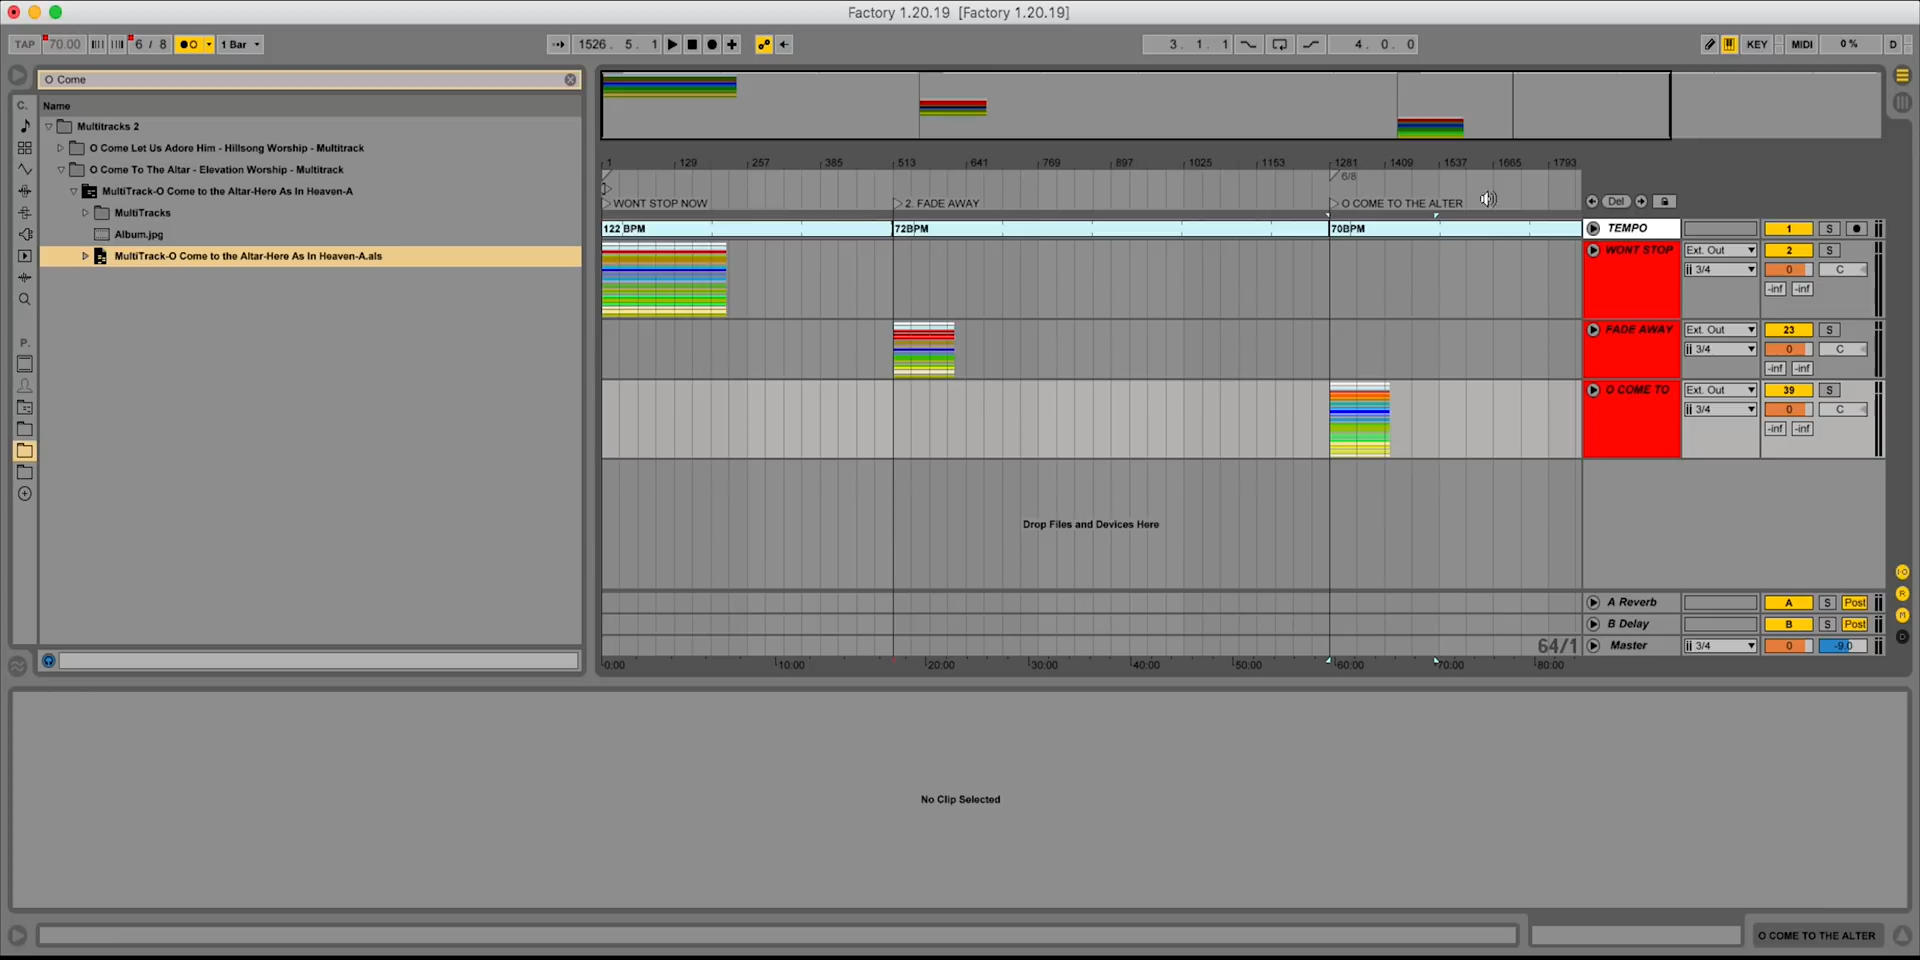 Factory 1.20.19 [Factory 1.20.19]
TAP 70.00 6 / 8 1 Bar 1526. 5. 1 3. 1. 1 4. 0. 0 KEY MIDI 0 % D
O Come
C. Name
Multitracks 2
O Come Let Us Adore Him - Hillsong Worship - Multitrack
O Come To The Altar - Elevation Worship - Multitrack
MultiTrack-O Come to the Altar-Here As In Heaven-A
MultiTracks
Album.jpg
MultiTrack-O Come to the Altar-Here As In Heaven-A.als
P.
1 129 257 385 513 641 769 897 1025 1153 1281 1409 1537 1665 1793
6/8
WONT STOP NOW 2. FADE AWAY O COME TO THE ALTER Del
122 BPM 72BPM 70BPM TEMPO 1 S
WONT STOP Ext. Out 2 S
3/4 0 C
-inf -inf
FADE AWAY Ext. Out 23 S
3/4 0 C
-inf -inf
O COME TO Ext. Out 39 S
3/4 0 C
-inf -inf
Drop Files and Devices Here
A Reverb A S Post
B Delay B S Post
64/1 Master 3/4 0 -9.0
0:00 10:00 20:00 30:00 40:00 50:00 60:00 70:00 80:00
I·O
R
M
D
No Clip Selected
O COME TO THE ALTER